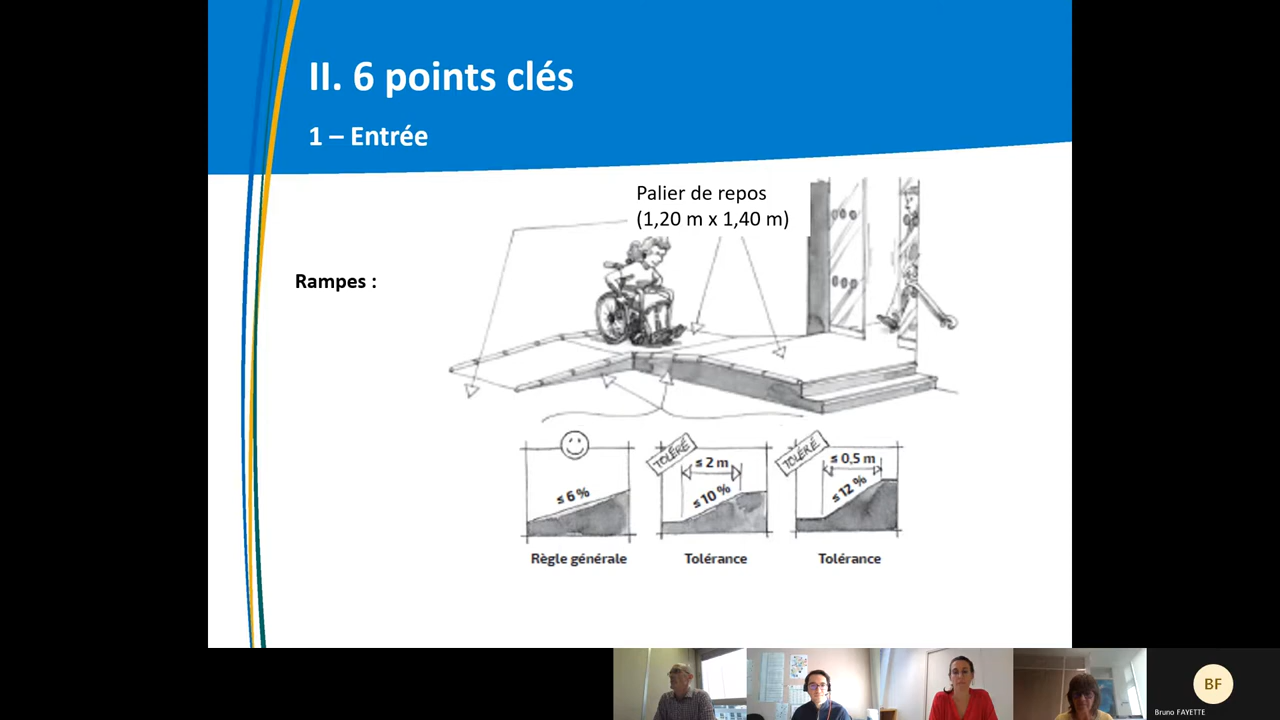 II. 6 points clés
1 – Entrée
Palier de repos
(1,20 m x 1,40 m)
Rampes :
TOLÉRÉ
TOLÉRÉ
≤ 2 m
≤ 0,5 m
≤ 6 %
≤ 10 %
≤ 12 %
Règle générale
Tolérance
Tolérance
BF
Bruno FAYETTE